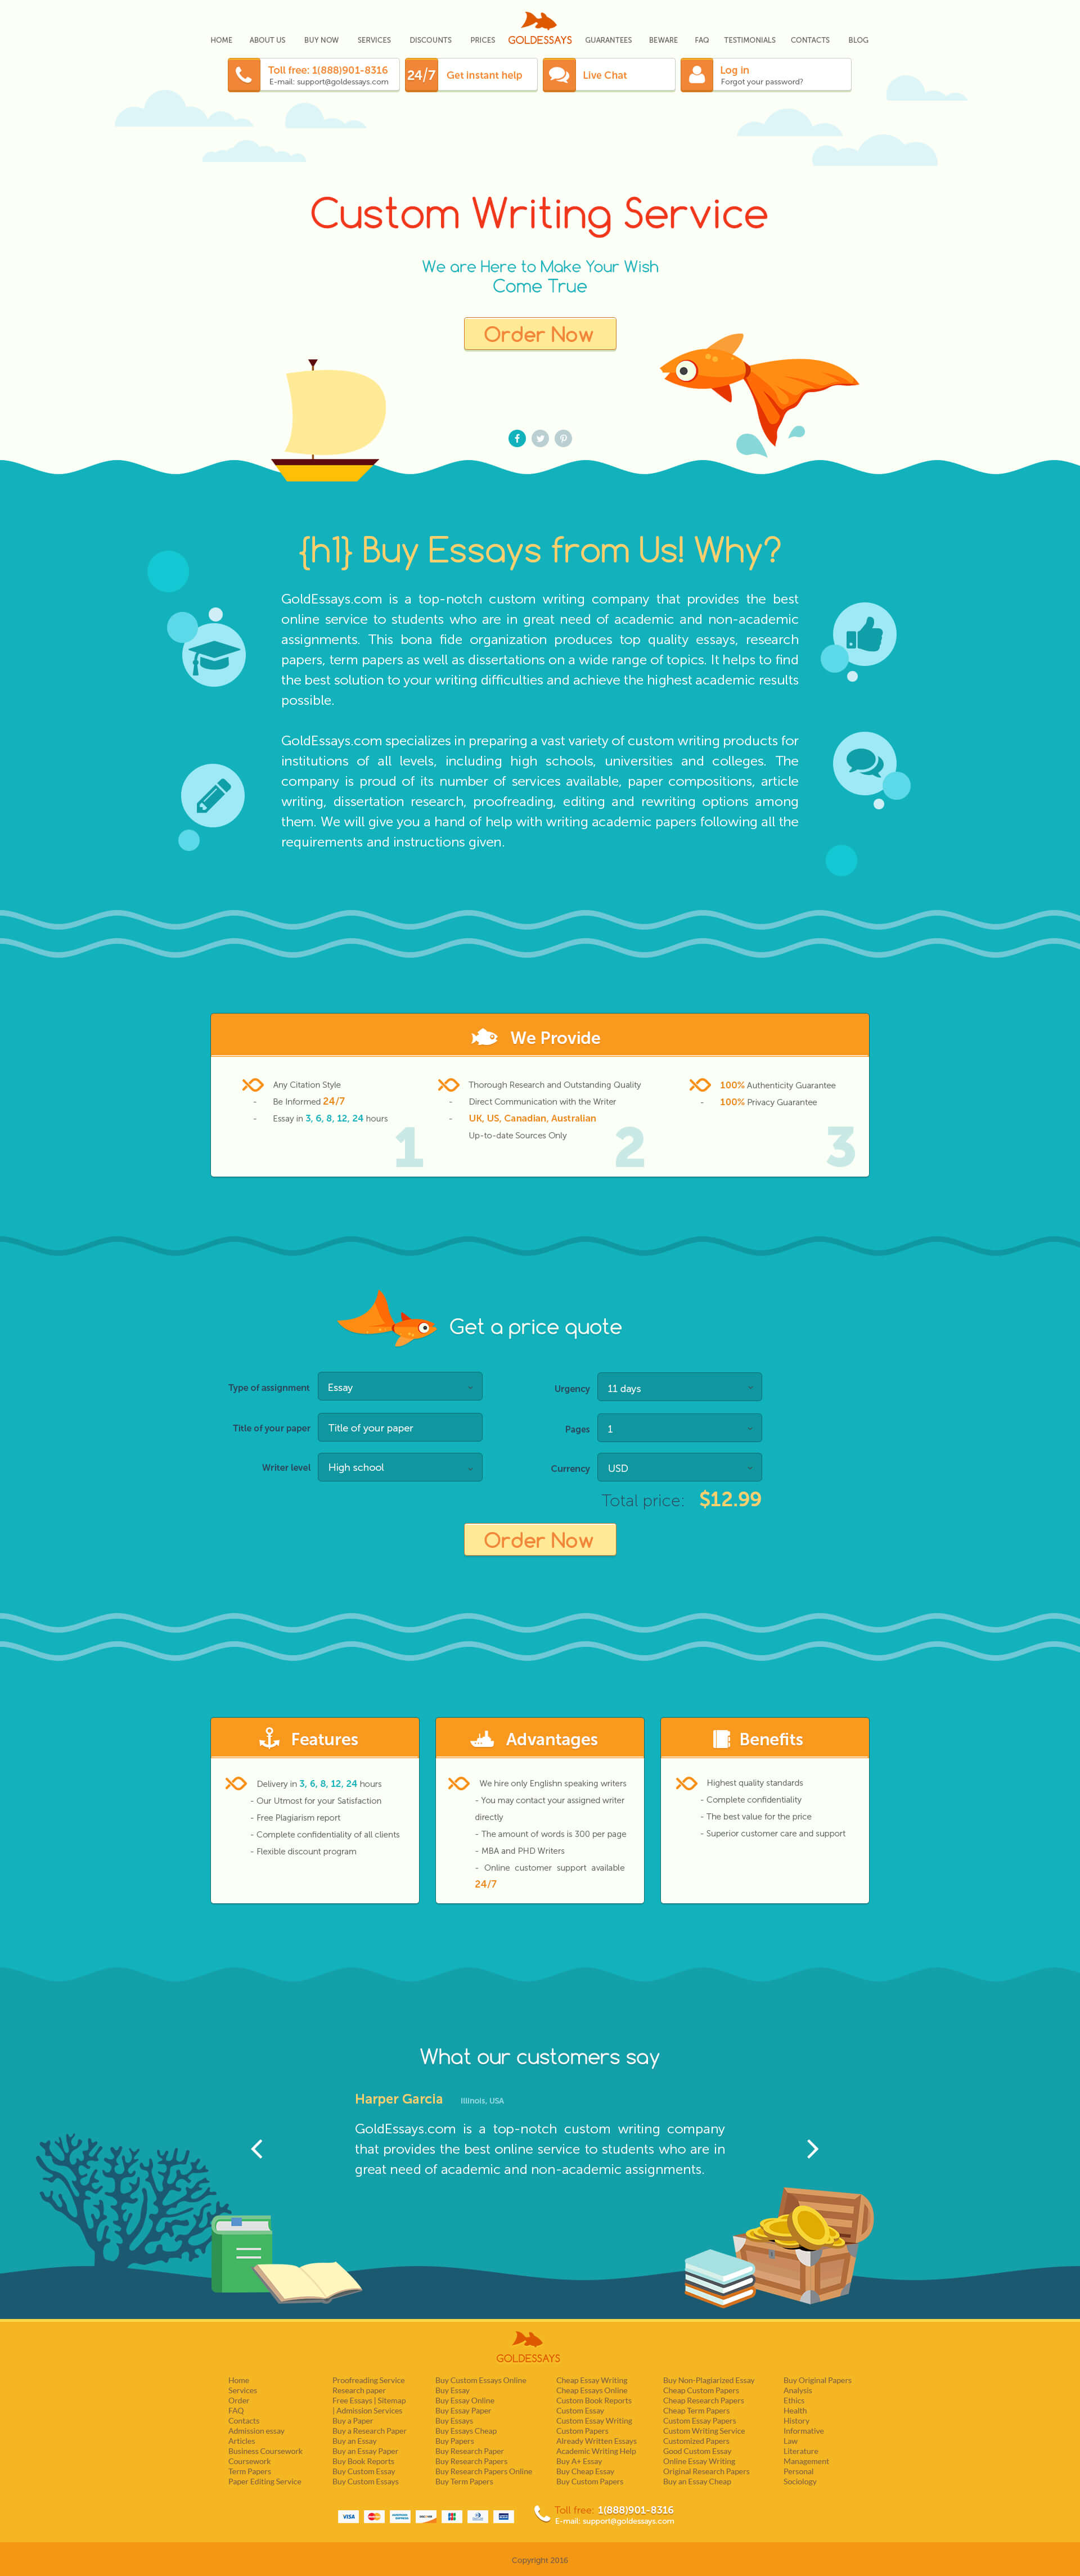 HOME ABOUT US BUY NOW SERVICES DISCOUNTS PRICES GOLDESSAYS GUARANTEES BEWARE FAQ TESTIMONIALS CONTACTS BLOG
Toll free: 1(888)901-8316
E-mail: support@goldessays.com
24/7 Get instant help
Live Chat
Log in
Forgot your password?
Custom Writing Service
We are Here to Make Your Wish
Come True
Order Now
{h1} Buy Essays from Us! Why?
GoldEssays.com is a top-notch custom writing company that provides the best
online service to students who are in great need of academic and non-academic
assignments. This bona fide organization produces top quality essays, research
papers, term papers as well as dissertations on a wide range of topics. It helps to find
the best solution to your writing difficulties and achieve the highest academic results
possible.
GoldEssays.com specializes in preparing a vast variety of custom writing products for
institutions of all levels, including high schools, universities and colleges. The
company is proud of its number of services available, paper compositions, article
writing, dissertation research, proofreading, editing and rewriting options among
them. We will give you a hand of help with writing academic papers following all the
requirements and instructions given.
We Provide
Any Citation Style
- Be Informed 24/7
- Essay in 3, 6, 8, 12, 24 hours
1
Thorough Research and Outstanding Quality
- Direct Communication with the Writer
- UK, US, Canadian, Australian
Up-to-date Sources Only
2
100% Authenticity Guarantee
- 100% Privacy Guarantee
3
Get a price quote
Type of assignment Essay
Title of your paper Title of your paper
Writer level High school
Urgency 11 days
Pages 1
Currency USD
Total price: $12.99
Order Now
Features
Delivery in 3, 6, 8, 12, 24 hours
- Our Utmost for your Satisfaction
- Free Plagiarism report
- Complete confidentiality of all clients
- Flexible discount program
Advantages
We hire only Englishn speaking writers
- You may contact your assigned writer
directly
- The amount of words is 300 per page
- MBA and PHD Writers
- Online customer support available
24/7
Benefits
Highest quality standards
- Complete confidentiality
- The best value for the price
- Superior customer care and support
What our customers say
Harper Garcia Illinois, USA
GoldEssays.com is a top-notch custom writing company
that provides the best online service to students who are in
great need of academic and non-academic assignments.
GOLDESSAYS
Home
Services
Order
FAQ
Contacts
Admission essay
Articles
Business Coursework
Coursework
Term Papers
Paper Editing Service
Proofreading Service
Research paper
Free Essays | Sitemap
| Admission Services
Buy a Paper
Buy a Research Paper
Buy an Essay
Buy an Essay Paper
Buy Book Reports
Buy Custom Essay
Buy Custom Essays
Buy Custom Essays Online
Buy Essay
Buy Essay Online
Buy Essay Paper
Buy Essays
Buy Essays Cheap
Buy Papers
Buy Research Paper
Buy Research Papers
Buy Research Papers Online
Buy Term Papers
Cheap Essay Writing
Cheap Essays Online
Custom Book Reports
Custom Essay
Custom Essay Writing
Custom Papers
Already Written Essays
Academic Writing Help
Buy A+ Essay
Buy Cheap Essay
Buy Custom Papers
Buy Non-Plagiarized Essay
Cheap Custom Papers
Cheap Research Papers
Cheap Term Papers
Custom Essay Papers
Custom Writing Service
Customized Papers
Good Custom Essay
Online Essay Writing
Original Research Papers
Buy an Essay Cheap
Buy Original Papers
Analysis
Ethics
Health
History
Informative
Law
Literature
Management
Personal
Sociology
VISA
Toll free: 1(888)901-8316
E-mail: support@goldessays.com
Copyright 2016